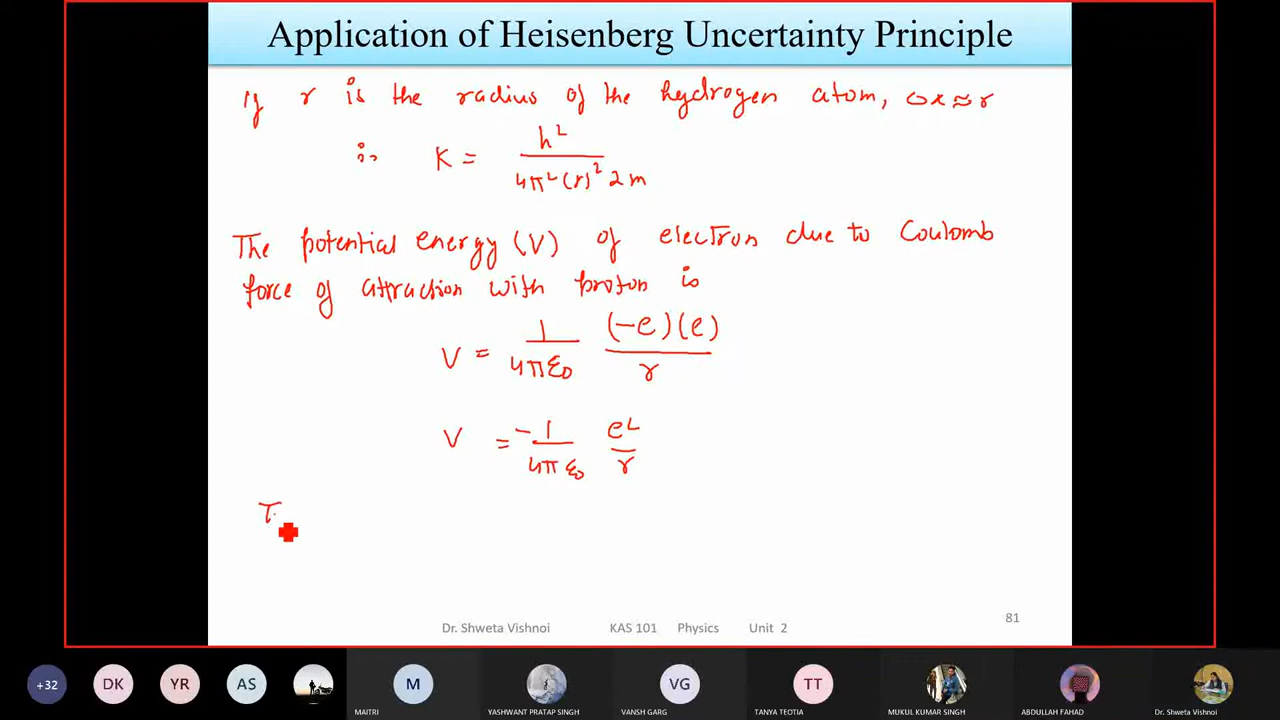 Application of Heisenberg Uncertainty Principle
If r is the radius of the hydrogen atom, Δx ≈ r
∴ K = h² / 4π² (r)² 2m
The potential energy (V) of electron due to Coulomb
force of attraction with proton is
V = 1/4πε₀ (-e)(e)/r
V = -1/4πε₀ e²/r
T
81
Dr. Shweta Vishnoi KAS 101 Physics Unit 2
+32 DK YR AS M VG TT
MAITRI YASHWANT PRATAP SINGH VANSH GARG TANYA TEOTIA MUKUL KUMAR SINGH ABDULLAH FAHAD Dr. Shweta Vishnoi